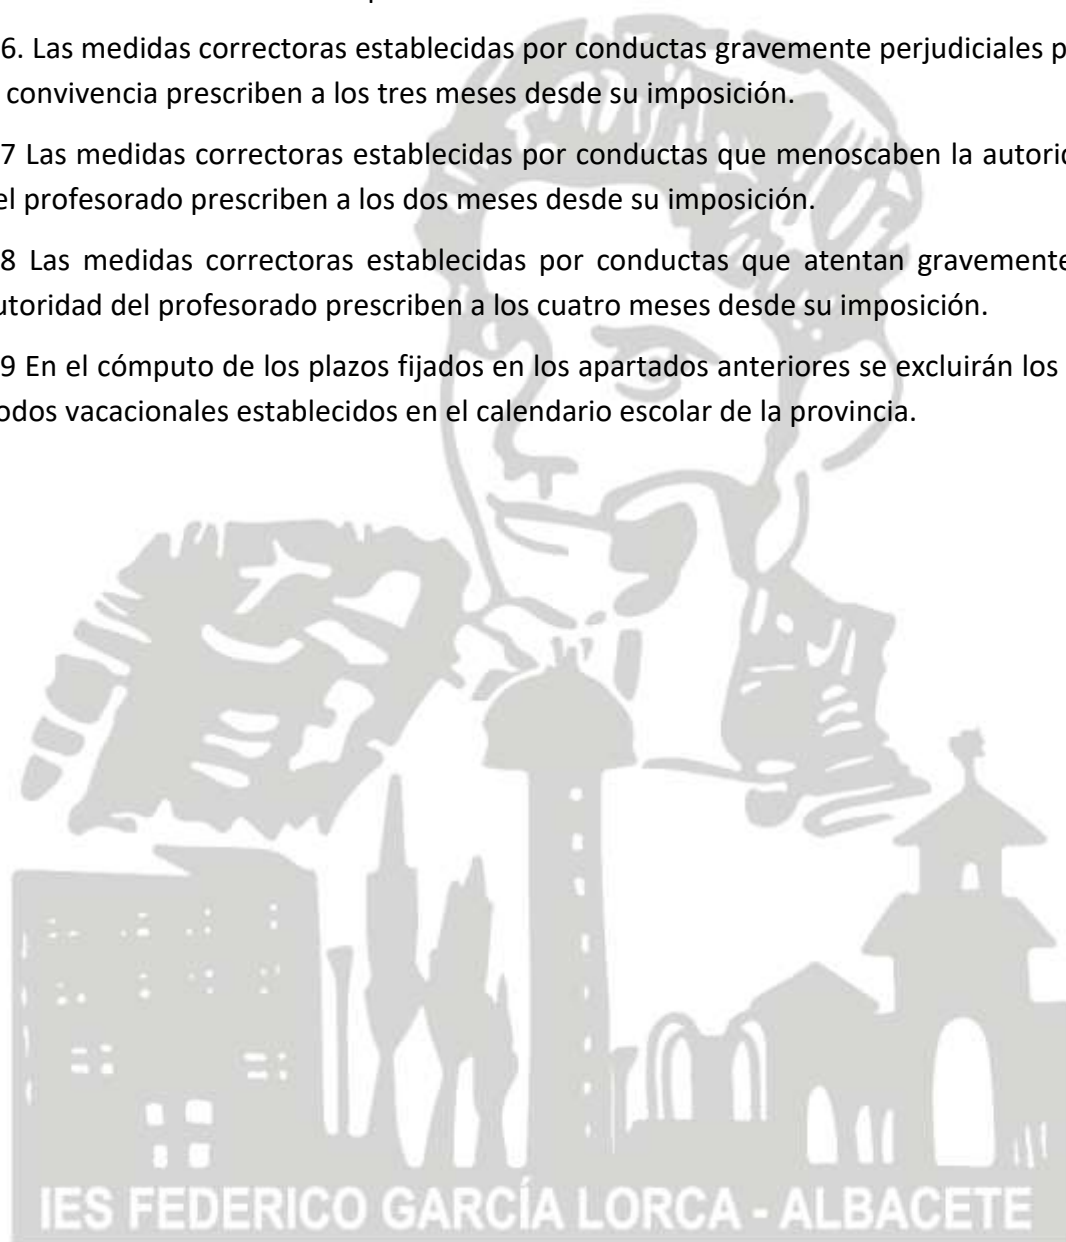 6. Las medidas correctoras establecidas por conductas gravemente perjudiciales p
convivencia prescriben a los tres meses desde su imposición.
7 Las medidas correctoras establecidas por conductas que menoscaben la autorid
el profesorado prescriben a los dos meses desde su imposición.
8 Las medidas correctoras establecidas por conductas que atentan gravemente
utoridad del profesorado prescriben a los cuatro meses desde su imposición.
9 En el cómputo de los plazos fijados en los apartados anteriores se excluirán los
odos vacacionales establecidos en el calendario escolar de la provincia.
IES FEDERICO GARCÍA LORCA - ALBACETE